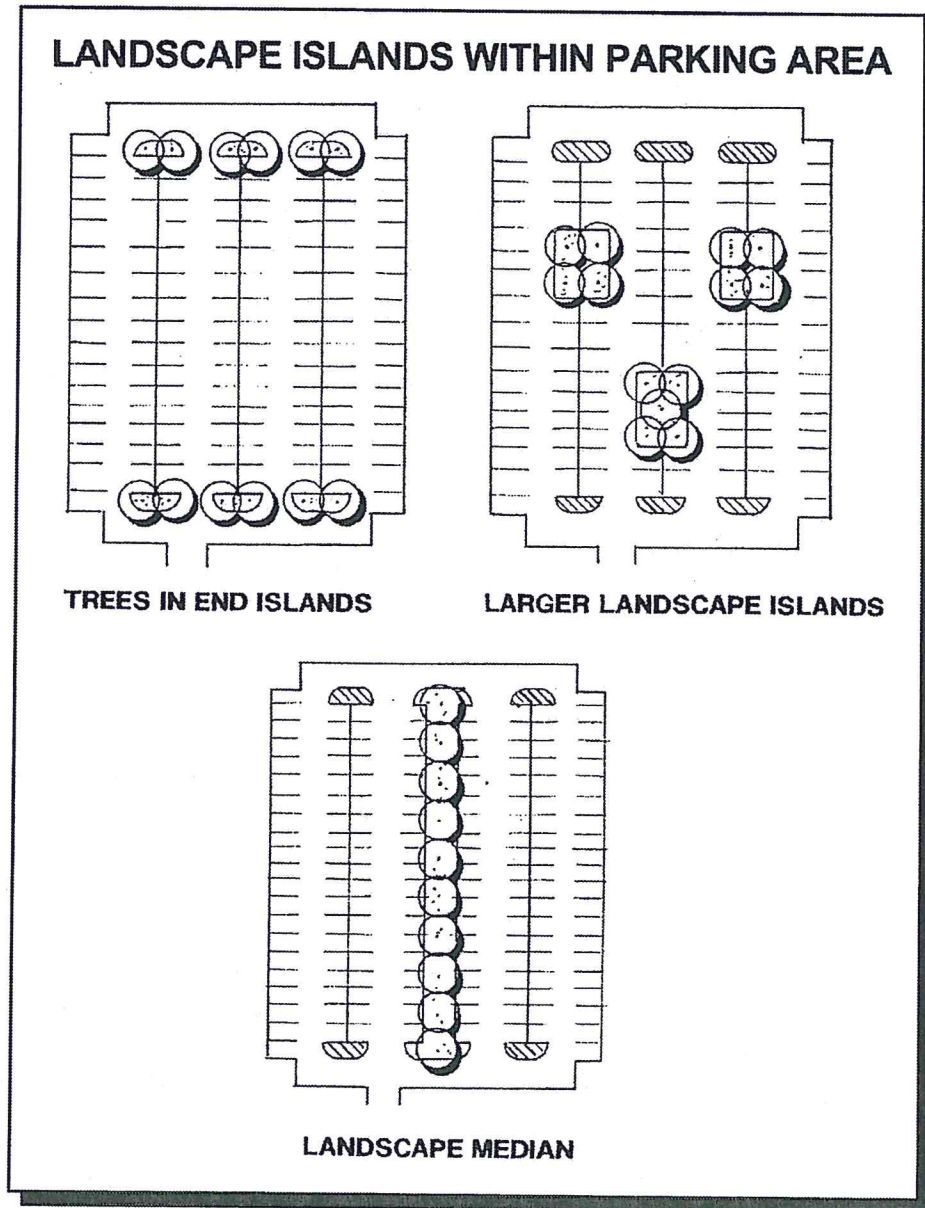 LANDSCAPE ISLANDS WITHIN PARKING AREA
TREES IN END ISLANDS
LARGER LANDSCAPE ISLANDS
LANDSCAPE MEDIAN